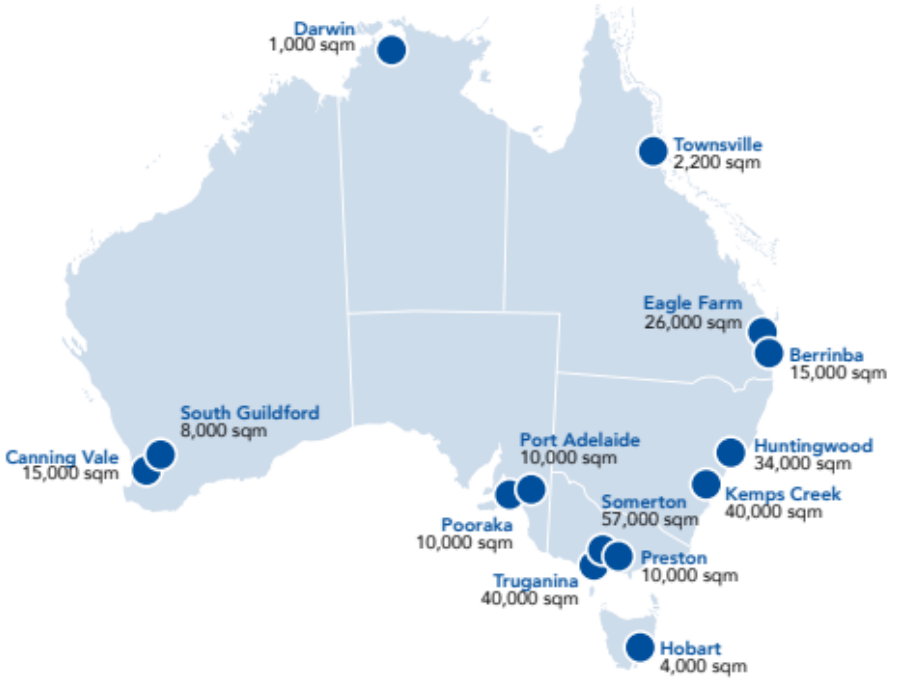 Darwin
1,000 sqm
Townsville
2,200 sqm
Eagle Farm
26,000 sqm
Berrinba
15,000 sqm
South Guildford
8,000 sqm
Canning Vale
15,000 sqm
Port Adelaide
10,000 sqm
Huntingwood
34,000 sqm
Kemps Creek
40,000 sqm
Somerton
57,000 sqm
Pooraka
10,000 sqm
Preston
10,000 sqm
Truganina
40,000 sqm
Hobart
4,000 sqm